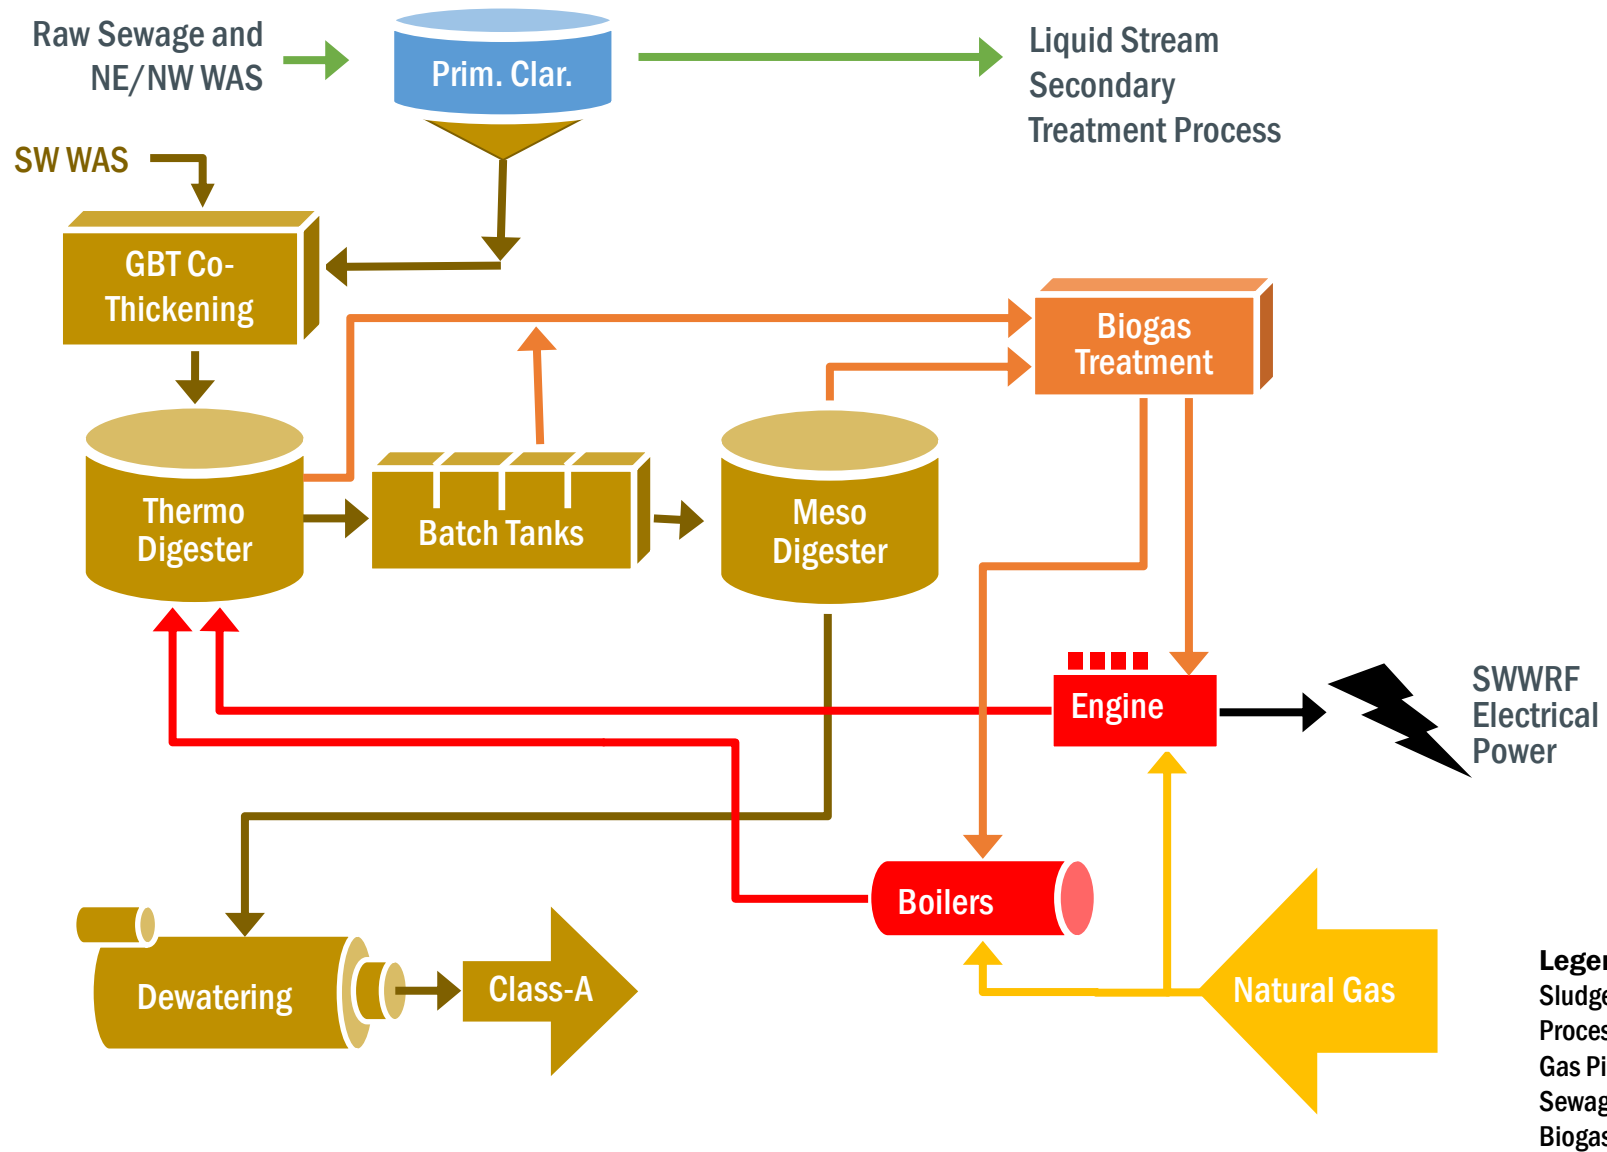 Raw Sewage and
NE/NW WAS
Prim. Clar.
Liquid Stream
Secondary
Treatment Process
SW WAS
GBT Co-
Thickening
Biogas
Treatment
Thermo
Digester
Batch Tanks
Meso
Digester
Engine
SWWRF
Electrical
Power
Boilers
Natural Gas
Dewatering
Class-A